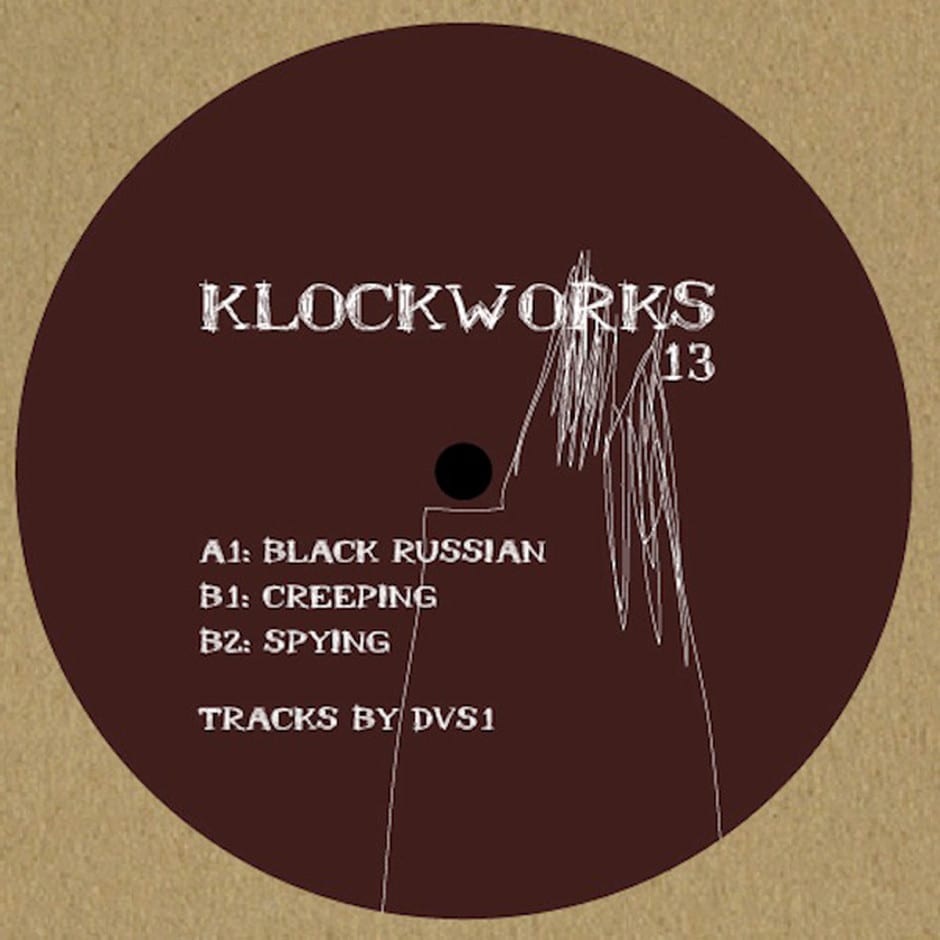 KLOCKWORKS
13
A1: BLACK RUSSIAN
B1: CREEPING
B2: SPYING
TRACKS BY DVS1